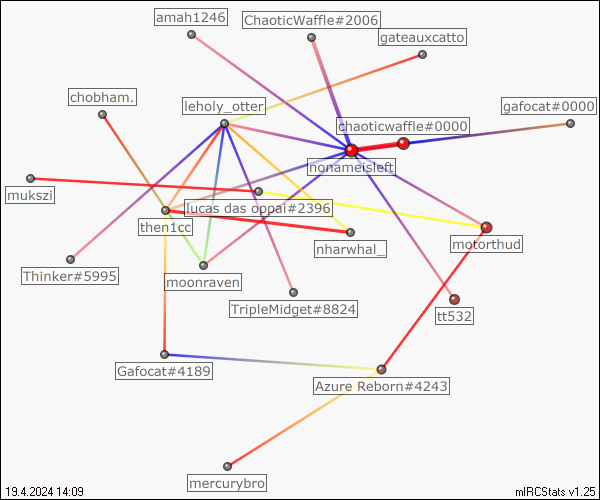 amah1246
ChaoticWaffle#2006
gateauxcatto
chobham.
leholy_otter
gafocat#0000
chaoticwaffle#0000
nonameisleft
mukszi
lucas das oppai#2396
then1cc
nharwhal_
motorthud
Thinker#5995
moonraven
TripleMidget#8824
tt532
Gafocat#4189
Azure Reborn#4243
mercurybro
19.4.2024 14:09
mIRCStats v1.25